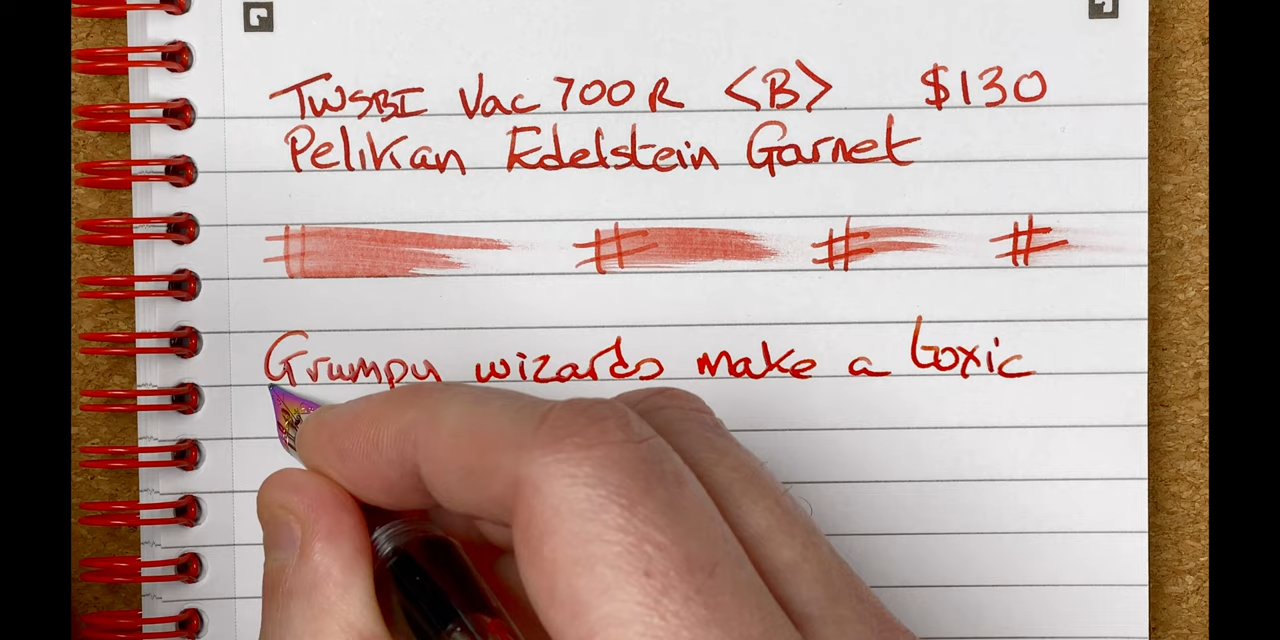 TWSBI Vac 700R <B> $130
Pelikan Edelstein Garnet
# # # #
Grumpy wizards make a toxic